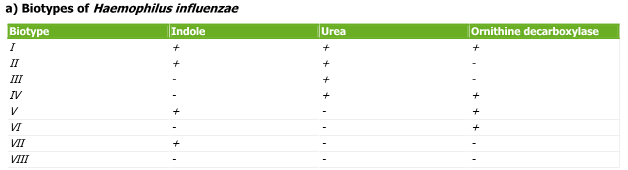 a) Biotypes of Haemophilus influenzae
Biotype Indole Urea Ornithine decarboxylase
I + + +
II + + -
III - + -
IV - + +
V + - +
VI - - +
VII + - -
VIII - - -